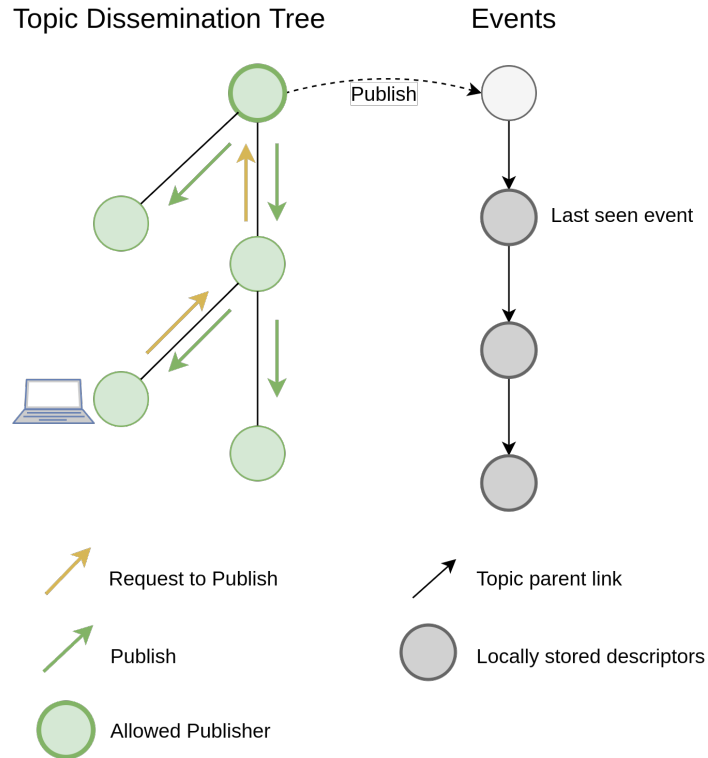 Topic Dissemination Tree
Events
Publish
Last seen event
Request to Publish
Topic parent link
Publish
Locally stored descriptors
Allowed Publisher